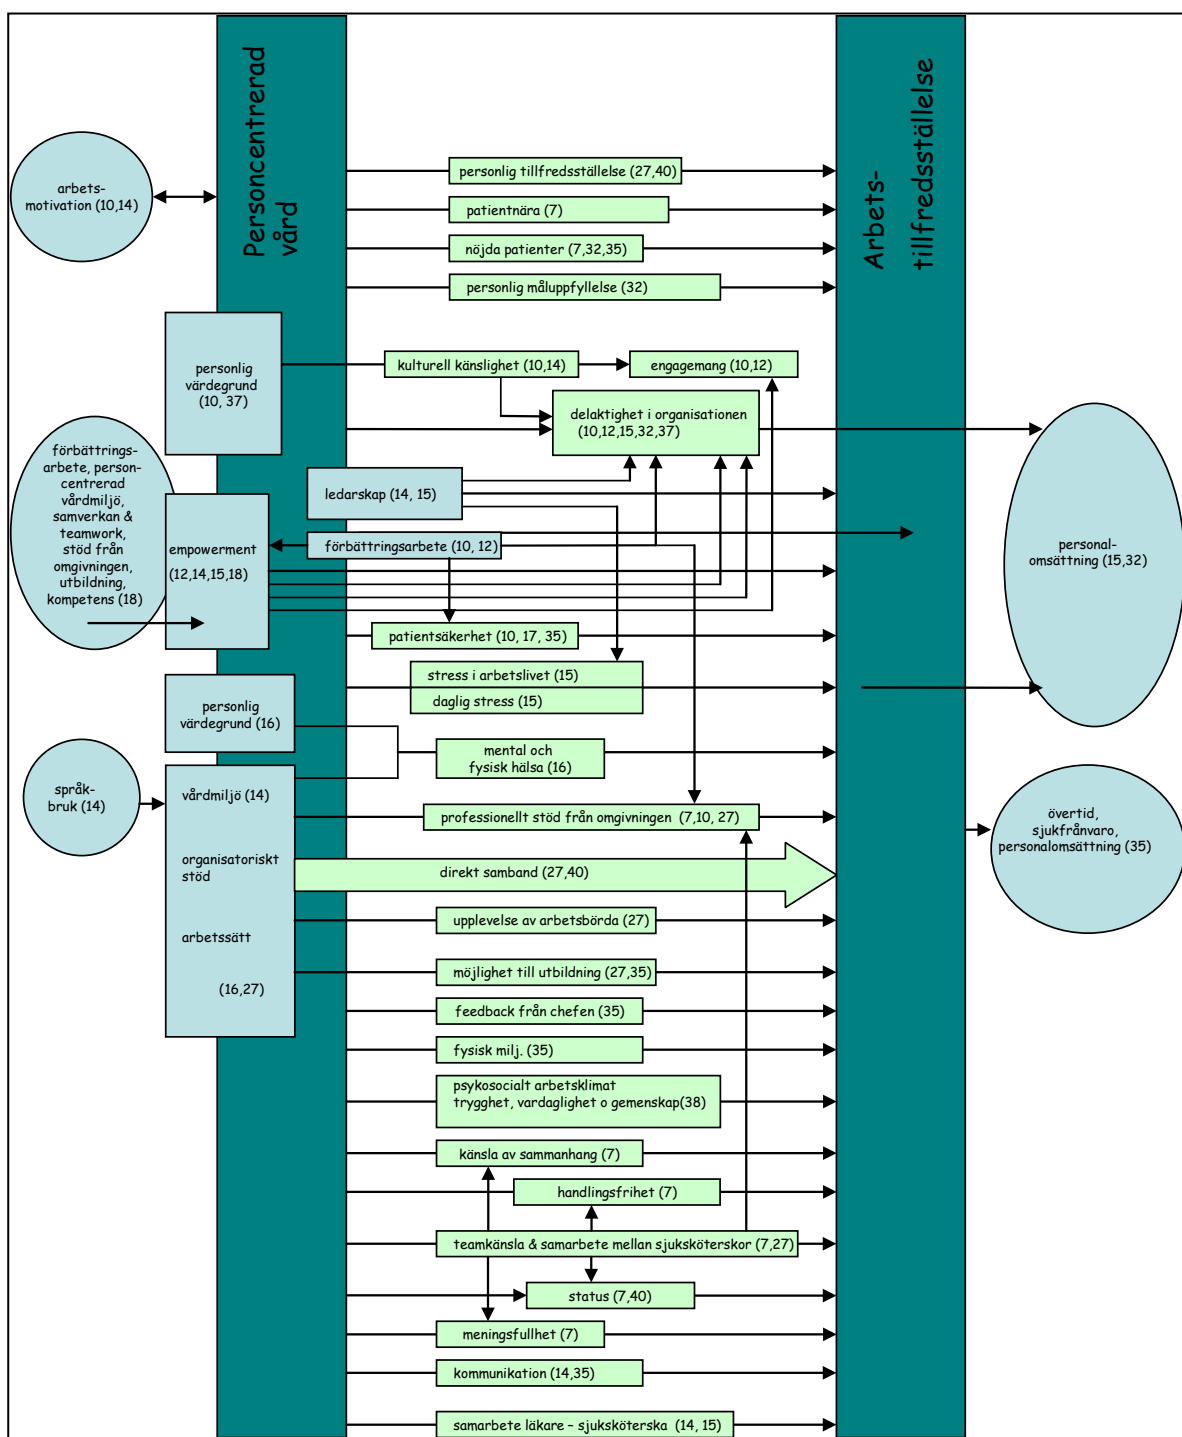 Personcentrerad
vård
Arbets-
tillfredsställelse
arbets-
motivation (10,14)
personlig tillfredsställelse (27,40)
patientnära (7)
nöjda patienter (7,32,35)
personlig måluppfyllelse (32)
personlig
värdegrund
(10, 37)
kulturell känslighet (10,14)
engagemang (10,12)
delaktighet i organisationen
(10,12,15,32,37)
förbättrings-
arbete, person-
centrerad
vårdmiljö,
samverkan &
teamwork,
stöd från
omgivningen,
utbildning,
kompetens (18)
ledarskap (14, 15)
förbättringsarbete (10, 12)
empowerment
(12,14,15,18)
personal-
omsättning (15,32)
patientsäkerhet (10, 17, 35)
stress i arbetslivet (15)
daglig stress (15)
personlig
värdegrund (16)
mental och
fysisk hälsa (16)
språk-
bruk (14)
vårdmiljö (14)
organisatoriskt
stöd
arbetssätt
(16,27)
professionellt stöd från omgivningen (7,10, 27)
övertid,
sjukfrånvaro,
personalomsättning (35)
direkt samband (27,40)
upplevelse av arbetsbörda (27)
möjlighet till utbildning (27,35)
feedback från chefen (35)
fysisk milj. (35)
psykosocialt arbetsklimat
trygghet, vardaglighet o gemenskap(38)
känsla av sammanhang (7)
handlingsfrihet (7)
teamkänsla & samarbete mellan sjuksköterskor (7,27)
status (7,40)
meningsfullhet (7)
kommunikation (14,35)
samarbete läkare – sjuksköterska (14, 15)